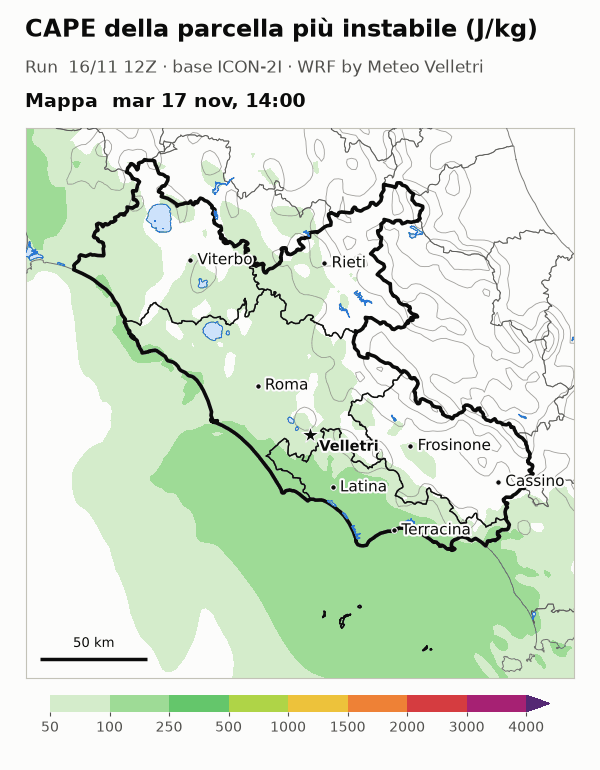 CAPE della parcella più instabile (J/kg)
Run 16/11 12Z · base ICON-2I · WRF by Meteo Velletri
Mappa mar 17 nov, 14:00
Viterbo
Rieti
Roma
Velletri
Frosinone
Cassino
Latina
Terracina
50 km
50 100 250 500 1000 1500 2000 3000 4000